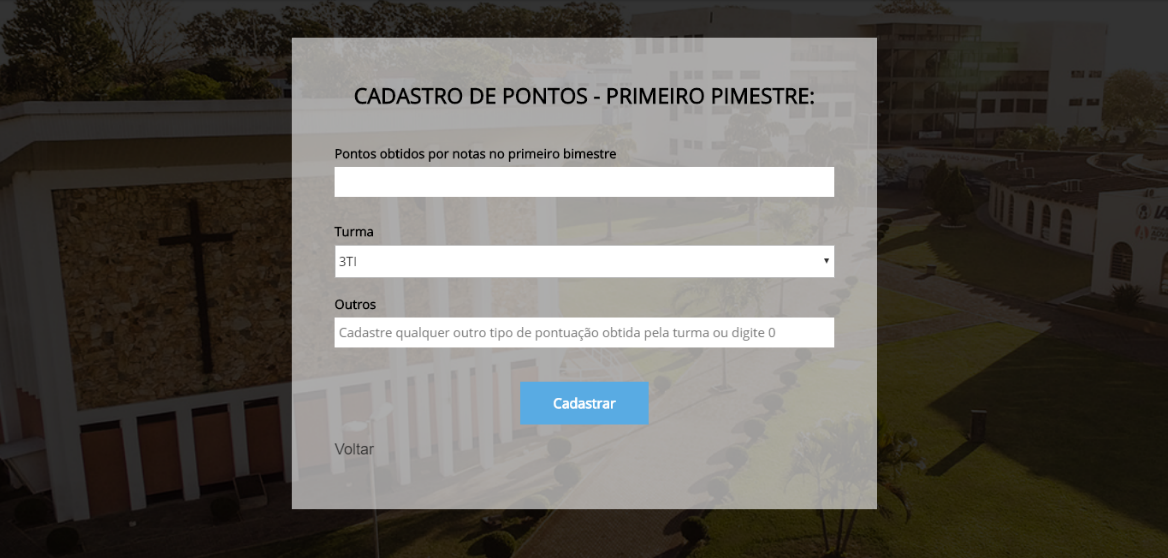 CADASTRO DE PONTOS - PRIMEIRO PIMESTRE:
Pontos obtidos por notas no primeiro bimestre
Turma
3TI
Outros
Cadastre qualquer outro tipo de pontuação obtida pela turma ou digite 0
Cadastrar
Voltar